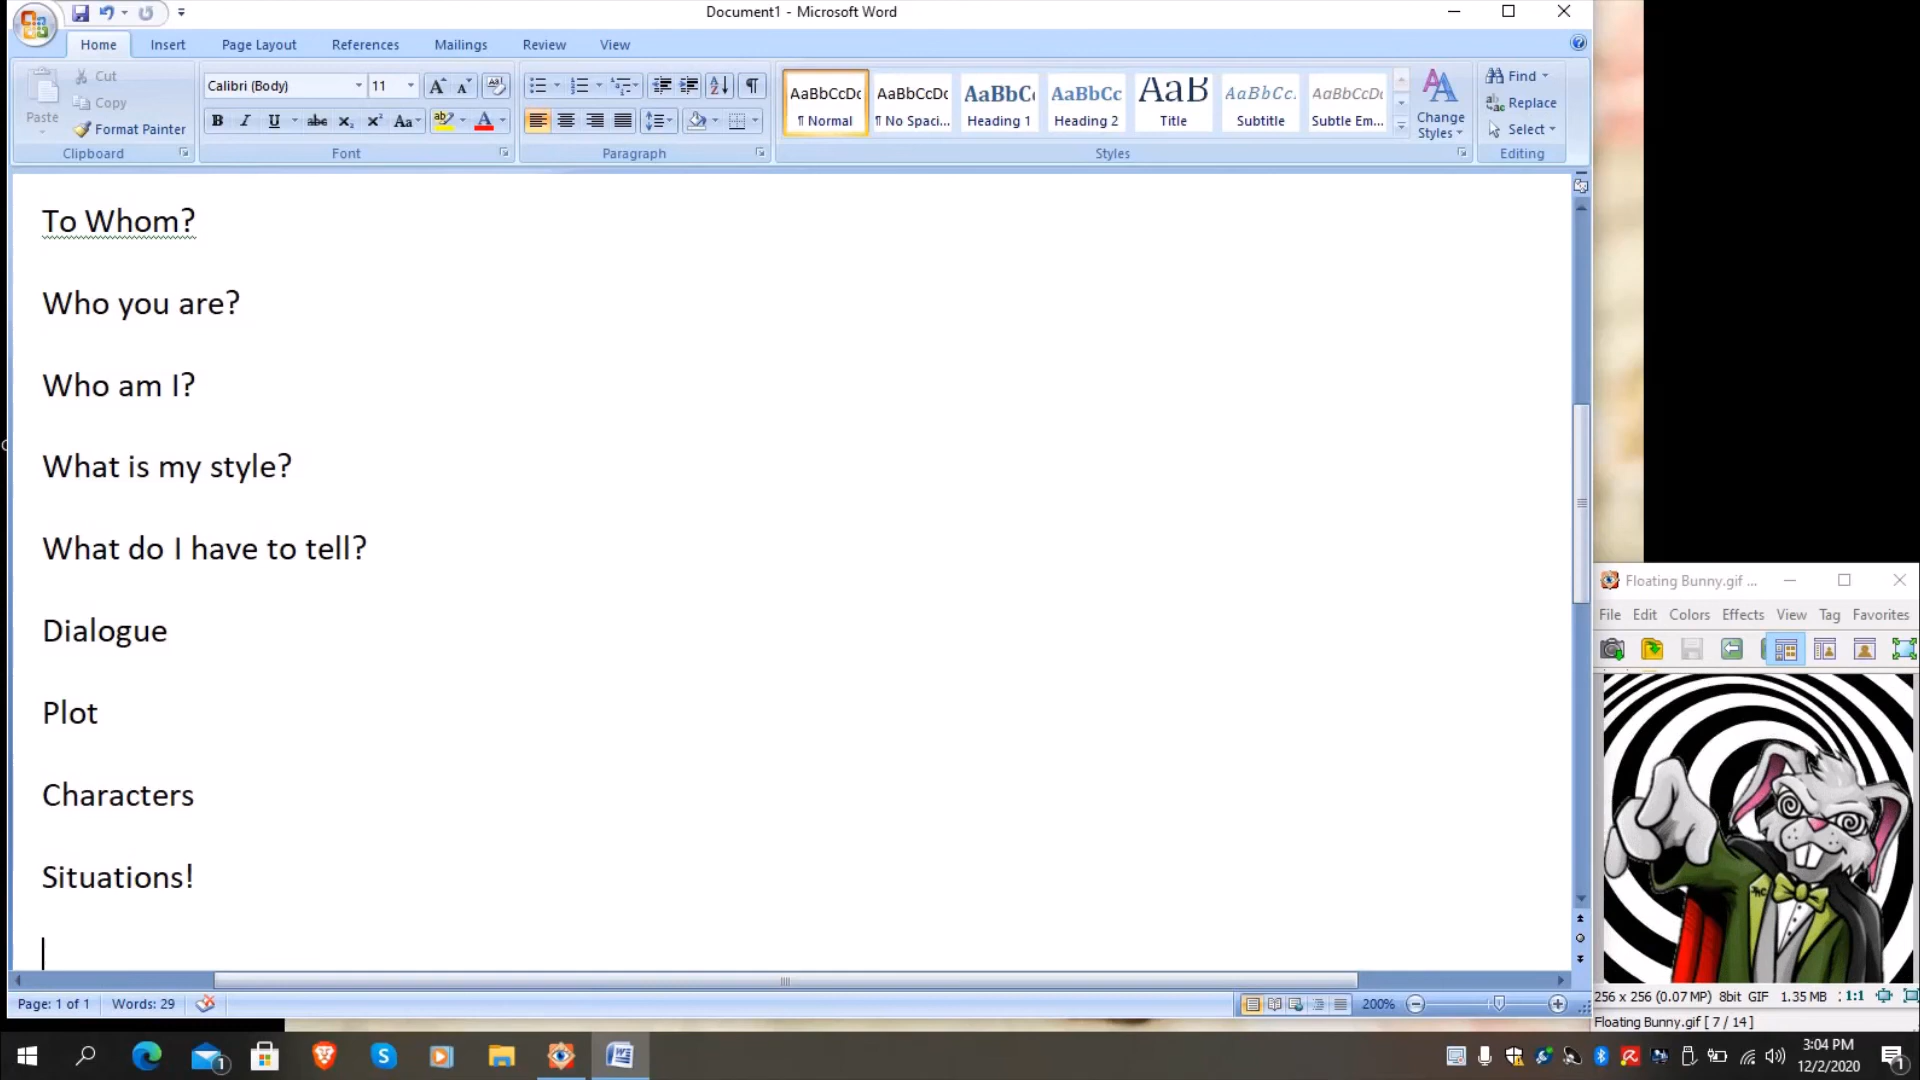 Document1 - Microsoft Word
Home Insert Page Layout References Mailings Review View
Paste
Cut
Copy
Format Painter
Clipboard
Calibri (Body) 11
Font
Paragraph
AaBbCcDc AaBbCcDc AaBbC AaBbCc AaB AaBbCc. AaBbCcDc
¶ Normal ¶ No Spaci... Heading 1 Heading 2 Title Subtitle Subtle Em...
Change Styles
Styles
Find
Replace
Select
Editing
To Whom?
Who you are?
Who am I?
What is my style?
What do I have to tell?
Dialogue
Plot
Characters
Situations!
Page: 1 of 1 Words: 29 200%
Floating Bunny.gif ...
File Edit Colors Effects View Tag Favorites
256 x 256 (0.07 MP) 8bit GIF 1.35 MB 1:1
Floating Bunny.gif [ 7 / 14 ]
3:04 PM
12/2/2020